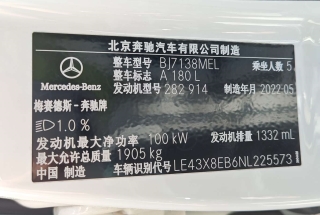 北京奔驰汽车有限公司制造
整车型号 BJ7138MEL 乘坐人数 5
整车标志 A 180 L
发动机型号 282 914 制造年月 2022.05
Mercedes-Benz
梅赛德斯-奔驰牌
1.0 %
发动机最大净功率 100 kW 发动机排量 1332 mL
最大允许总质量 1905 kg
中国 制造 车辆识别代号 LE43X8EB6NL225573